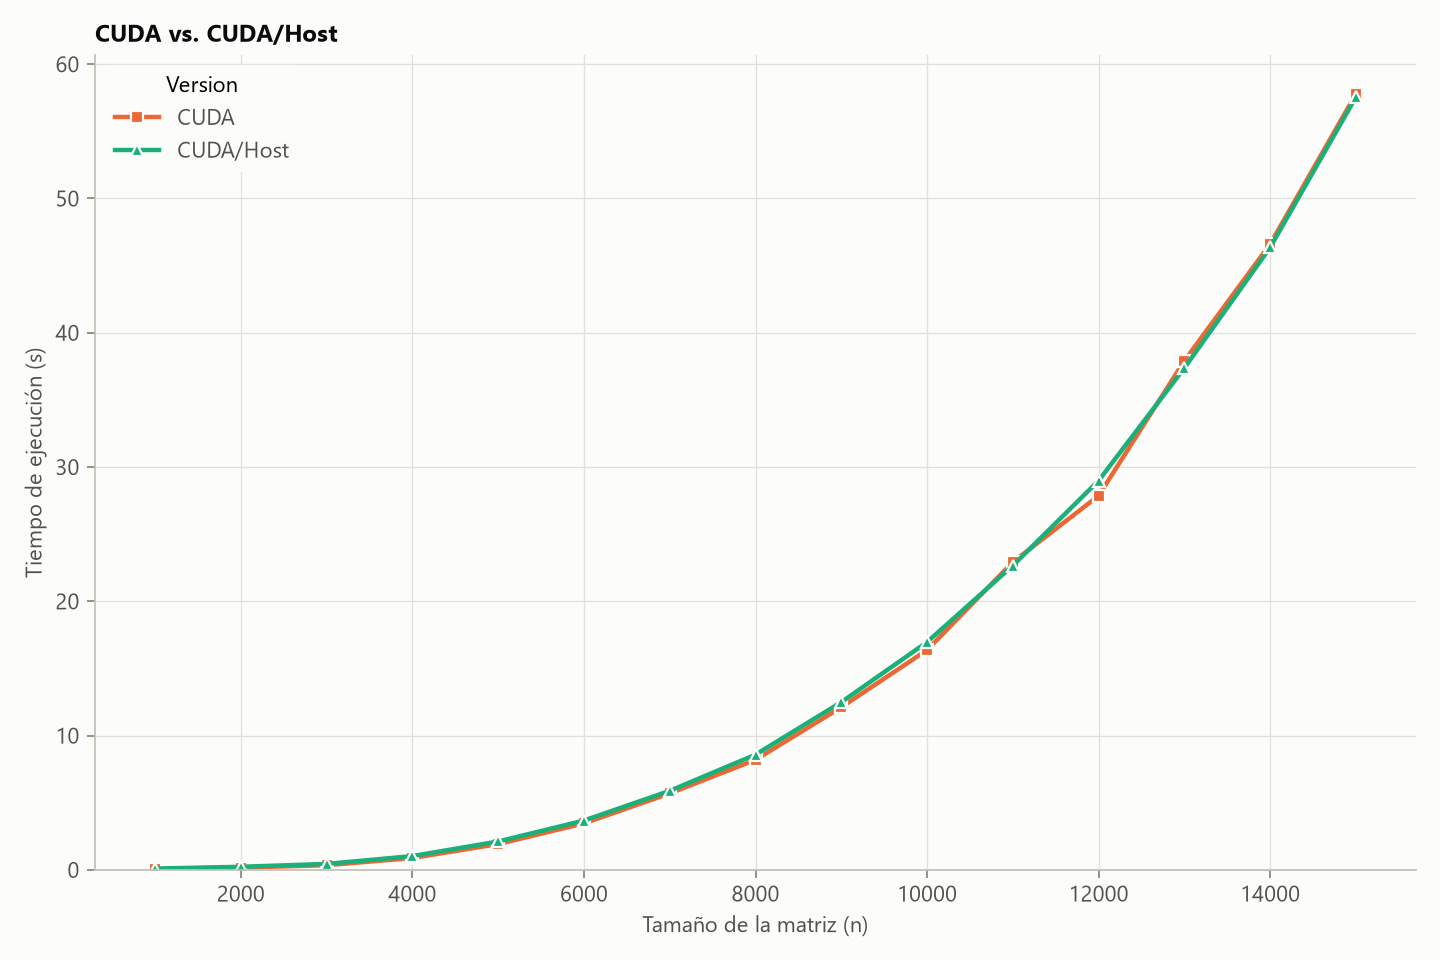 CUDA vs. CUDA/Host
Version
CUDA
CUDA/Host
60
50
40
30
20
10
0
Tiempo de ejecución (s)
2000 4000 6000 8000 10000 12000 14000
Tamaño de la matriz (n)